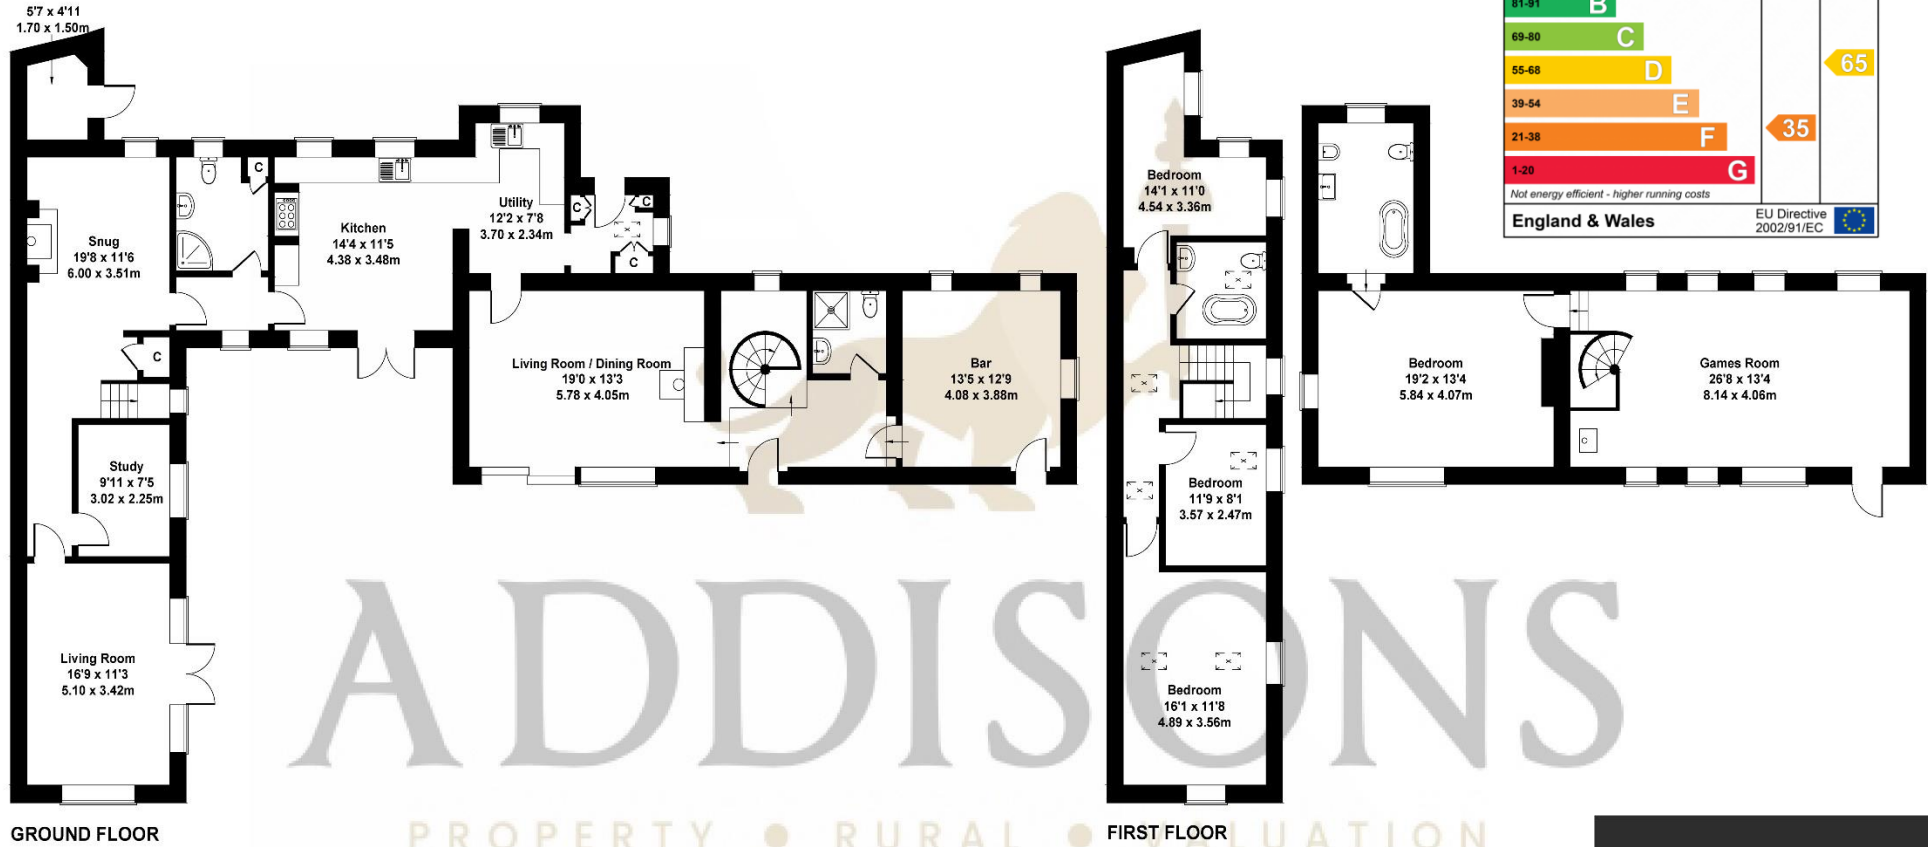 5'7 x 4'11
1.70 x 1.50m
Snug
19'8 x 11'6
6.00 x 3.51m
C
Kitchen
14'4 x 11'5
4.38 x 3.48m
Utility
12'2 x 7'8
3.70 x 2.34m
C
C
C
C
Living Room / Dining Room
19'0 x 13'3
5.78 x 4.05m
Bar
13'5 x 12'9
4.08 x 3.88m
Study
9'11 x 7'5
3.02 x 2.25m
Living Room
16'9 x 11'3
5.10 x 3.42m
GROUND FLOOR
Bedroom
14'1 x 11'0
4.54 x 3.36m
Bedroom
11'9 x 8'1
3.57 x 2.47m
Bedroom
16'1 x 11'8
4.89 x 3.56m
Bedroom
19'2 x 13'4
5.84 x 4.07m
Games Room
26'8 x 13'4
8.14 x 4.06m
C
FIRST FLOOR
81-91 B
69-80 C
55-68 D
39-54 E
21-38 F
1-20 G
65
35
Not energy efficient - higher running costs
England & Wales
EU Directive
2002/91/EC
ADDISONS
PROPERTY • RURAL • VALUATION